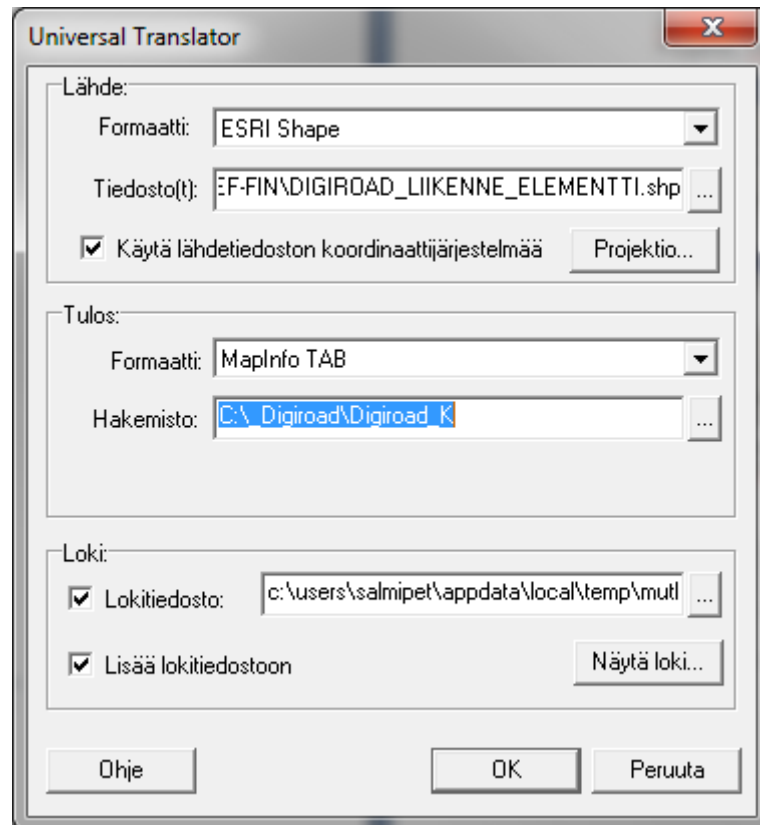 Universal Translator
Lähde:
Formaatti: ESRI Shape
Tiedosto(t): EF-FIN\DIGIROAD_LIIKENNE_ELEMENTTI.shp ...
Käytä lähdetiedoston koordinaattijärjestelmää Projektio...
Tulos:
Formaatti: MapInfo TAB
Hakemisto: C:\_Digiroad\Digiroad_K ...
Loki:
Lokitiedosto: c:\users\salmipet\appdata\local\temp\mutl ...
Lisää lokitiedostoon Näytä loki...
Ohje OK Peruuta